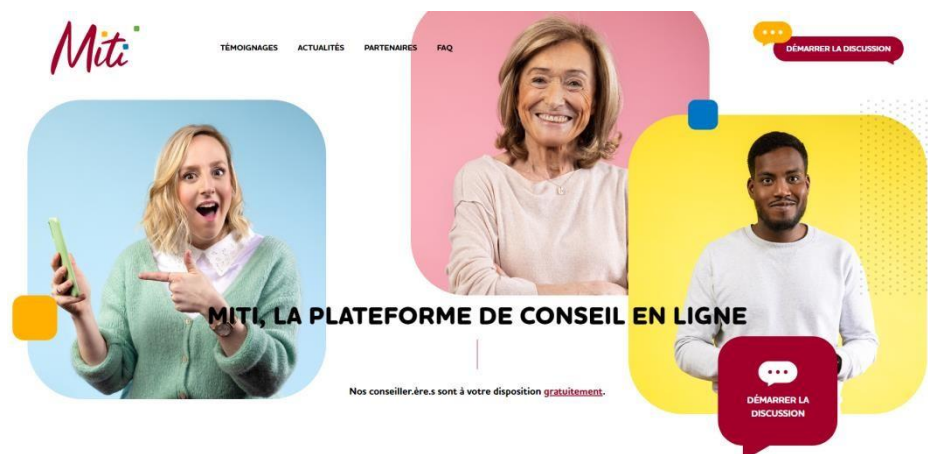 Miti
TÉMOIGNAGES ACTUALITÉS PARTENAIRES FAQ
DÉMARRER LA DISCUSSION
MITI, LA PLATEFORME DE CONSEIL EN LIGNE
Nos conseiller.ère.s sont à votre disposition gratuitement.
DÉMARRER LA
DISCUSSION